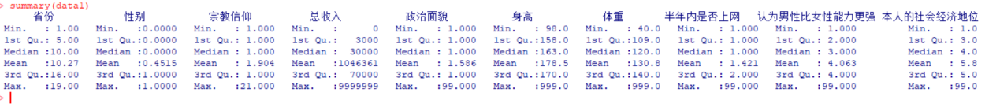 > summary(data1)
省份 性别 宗教信仰 总收入 政治面貌 身高 体重 半年内是否上网 认为男性比女性能力更强 本人的社会经济地位
Min. : 1.00 Min. :0.0000 Min. : 1.000 Min. : 0 Min. : 1.000 Min. : 98.0 Min. : 40.0 Min. : 1.000 Min. : 1.000 Min. : 1.0
1st Qu.: 5.00 1st Qu.:0.0000 1st Qu.: 1.000 1st Qu.: 3000 1st Qu.: 1.000 1st Qu.:158.0 1st Qu.:109.0 1st Qu.: 1.000 1st Qu.: 2.000 1st Qu.: 3.0
Median :10.00 Median :0.0000 Median : 1.000 Median : 30000 Median : 1.000 Median :163.0 Median :120.0 Median : 1.000 Median : 3.000 Median : 4.0
Mean :10.27 Mean :0.4515 Mean : 1.904 Mean :1046361 Mean : 1.586 Mean :178.5 Mean :130.8 Mean : 1.421 Mean : 4.063 Mean : 5.8
3rd Qu.:16.00 3rd Qu.:1.0000 3rd Qu.: 1.000 3rd Qu.: 70000 3rd Qu.: 1.000 3rd Qu.:170.0 3rd Qu.:140.0 3rd Qu.: 2.000 3rd Qu.: 4.000 3rd Qu.: 5.0
Max. :19.00 Max. :1.0000 Max. :21.000 Max. :9999999 Max. :99.000 Max. :999.0 Max. :999.0 Max. :99.000 Max. :99.000 Max. :99.0
>